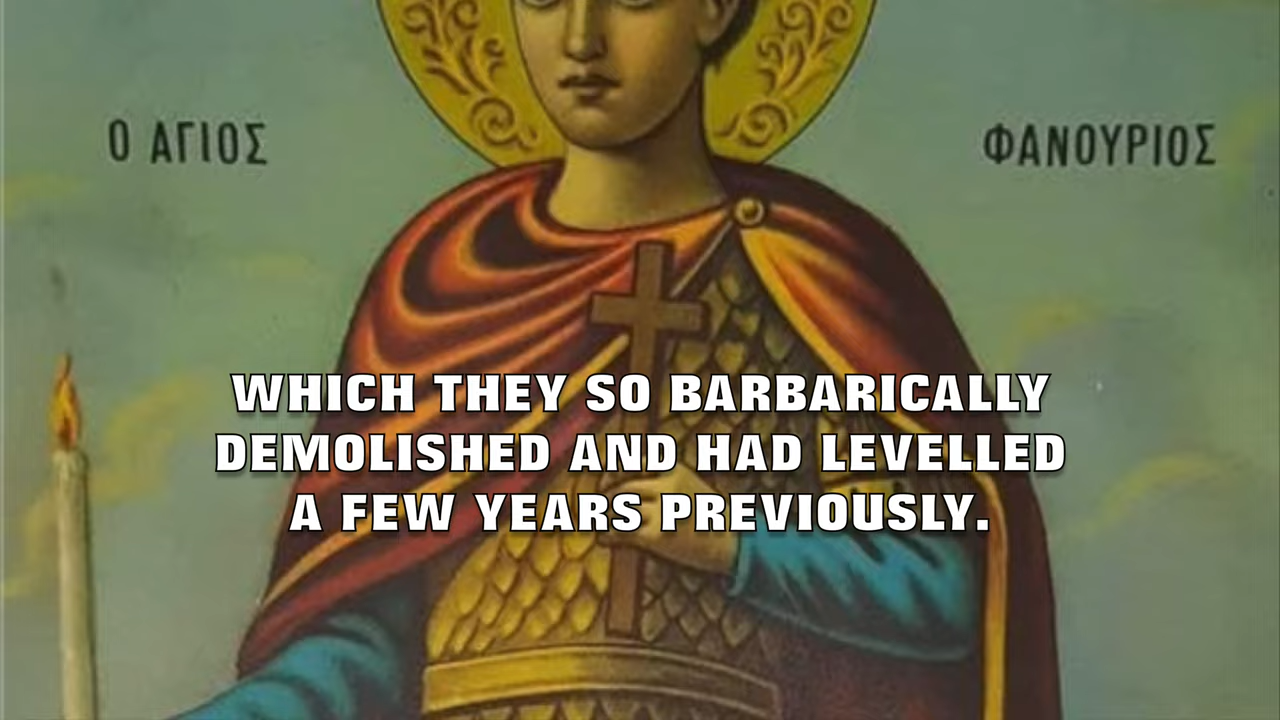 Ο ΑΓΙΟΣ ΦΑΝΟΥΡΙΟΣ
WHICH THEY SO BARBARICALLY
DEMOLISHED AND HAD LEVELLED
A FEW YEARS PREVIOUSLY.